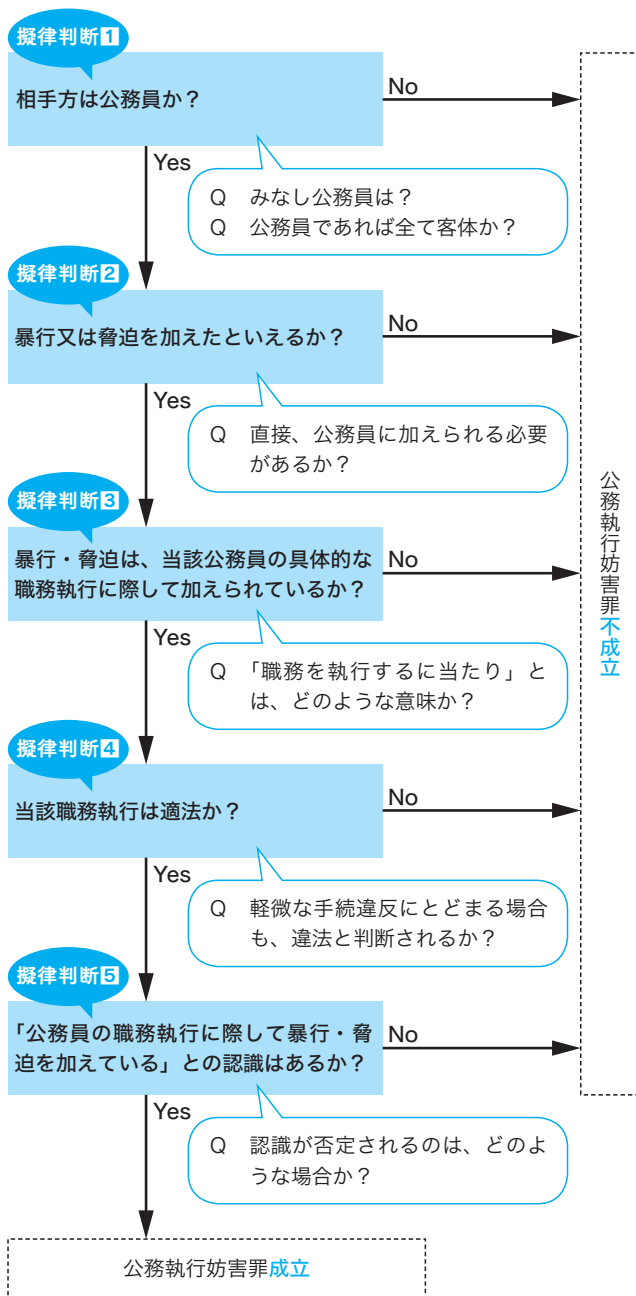 擬律判断1
相手方は公務員か？
No
Yes
Q　みなし公務員は？
Q　公務員であれば全て客体か？
擬律判断2
暴行又は脅迫を加えたといえるか？
No
Yes
Q　直接、公務員に加えられる必要
があるか？
擬律判断3
暴行・脅迫は、当該公務員の具体的な
職務執行に際して加えられているか？
No
Yes
Q　「職務を執行するに当たり」と
は、どのような意味か？
擬律判断4
当該職務執行は適法か？
No
Yes
Q　軽微な手続違反にとどまる場合
も、違法と判断されるか？
擬律判断5
「公務員の職務執行に際して暴行・脅
迫を加えている」との認識はあるか？
No
Yes
Q　認識が否定されるのは、どのよ
うな場合か？
公務執行妨害罪不成立
公務執行妨害罪成立